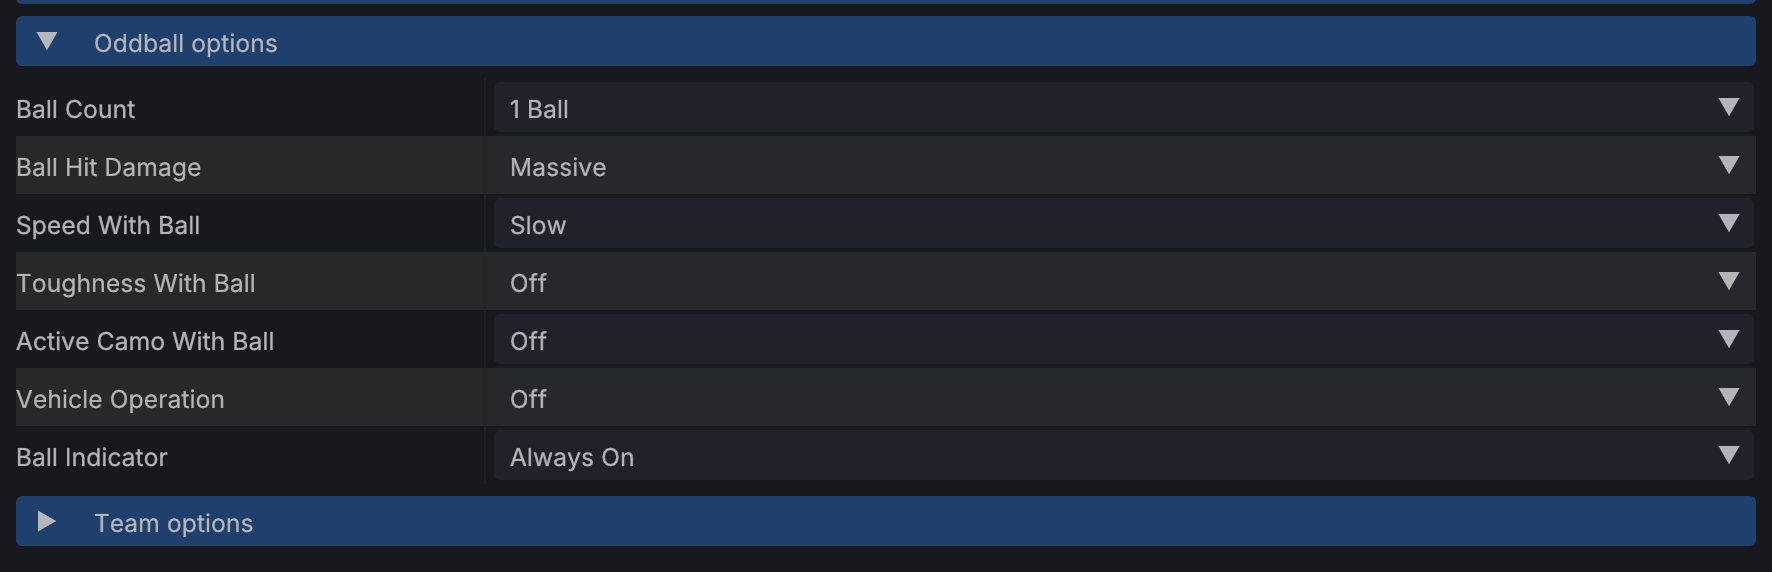 Oddball options
Ball Count 1 Ball
Ball Hit Damage Massive
Speed With Ball Slow
Toughness With Ball Off
Active Camo With Ball Off
Vehicle Operation Off
Ball Indicator Always On
Team options